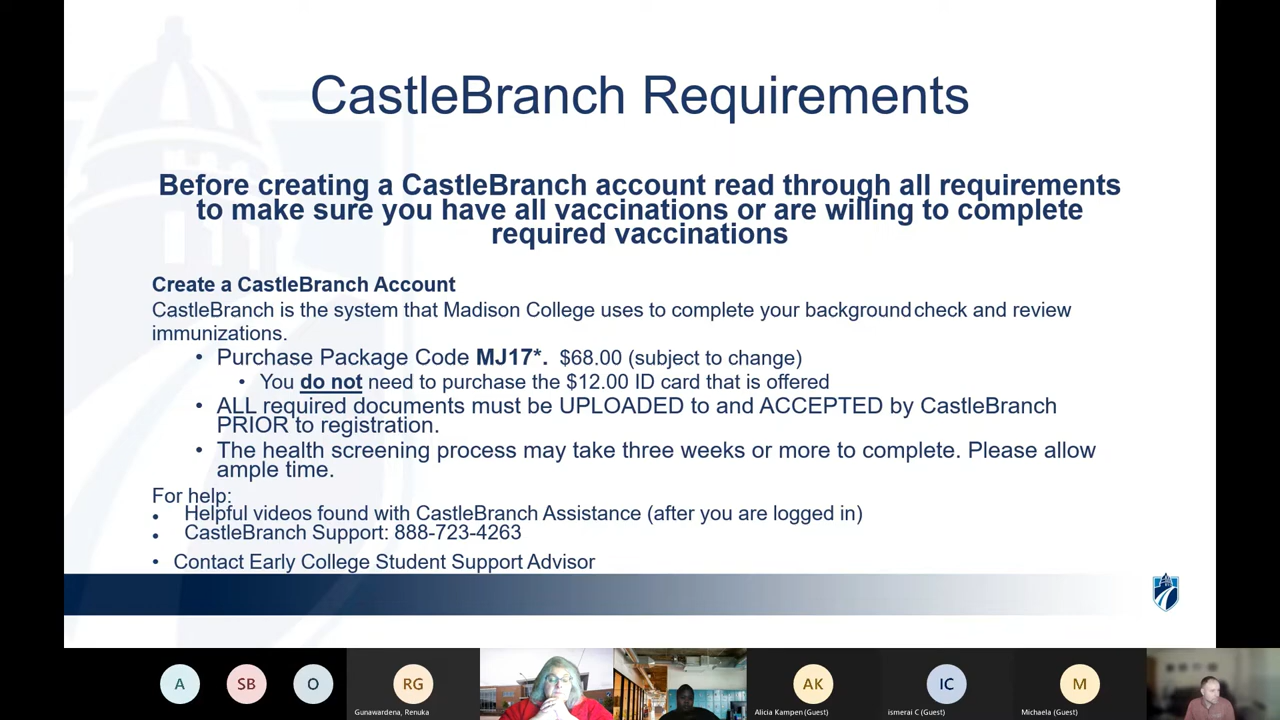 CastleBranch Requirements
Before creating a CastleBranch account read through all requirements
to make sure you have all vaccinations or are willing to complete
required vaccinations
Create a CastleBranch Account
CastleBranch is the system that Madison College uses to complete your background check and review
immunizations.
• Purchase Package Code MJ17*. $68.00 (subject to change)
• You do not need to purchase the $12.00 ID card that is offered
• ALL required documents must be UPLOADED to and ACCEPTED by CastleBranch
PRIOR to registration.
• The health screening process may take three weeks or more to complete. Please allow
ample time.
For help:
• Helpful videos found with CastleBranch Assistance (after you are logged in)
• CastleBranch Support: 888-723-4263
• Contact Early College Student Support Advisor
A
SB
O
RG
AK
IC
M
Gunawardena, Renuka
Alicia Kampen (Guest)
ismerai C (Guest)
Michaela (Guest)